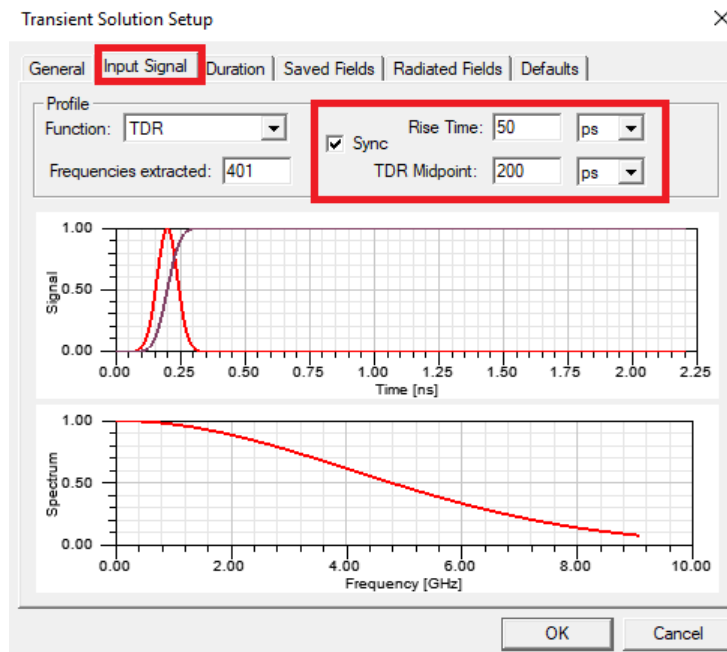 Transient Solution Setup
General Input Signal Duration Saved Fields Radiated Fields Defaults
Profile
Function: TDR
Sync
Rise Time: 50 ps
Frequencies extracted: 401
TDR Midpoint: 200 ps
1.00
0.50
0.00
Signal
0.00 0.25 0.50 0.75 1.00 1.25 1.50 1.75 2.00 2.25
Time [ns]
1.00
0.50
0.00
Spectrum
0.00 2.00 4.00 6.00 8.00 10.00
Frequency [GHz]
OK Cancel